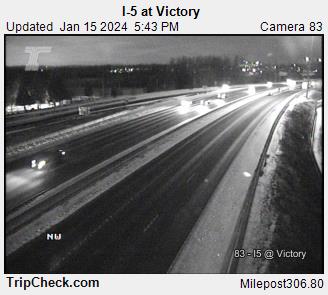 I-5 at Victory
Updated Jan 15 2024 5:43 PM Camera 83
T
NW
83 - I5 @ Victory
TripCheck.com Milepost306.80